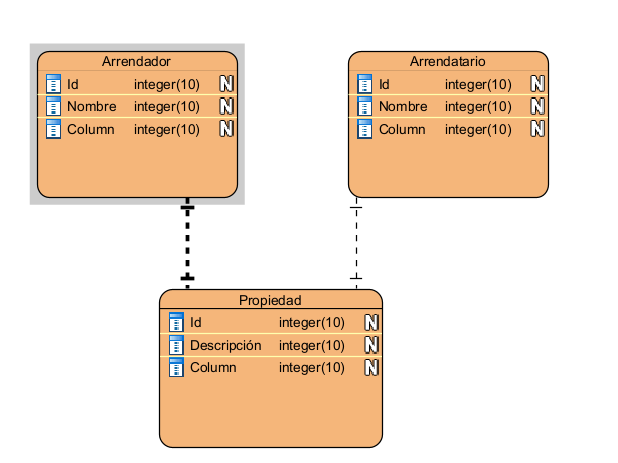 Arrendador
Id integer(10) N
Nombre integer(10) N
Column integer(10) N
Arrendatario
Id integer(10) N
Nombre integer(10) N
Column integer(10) N
Propiedad
Id integer(10) N
Descripción integer(10) N
Column integer(10) N